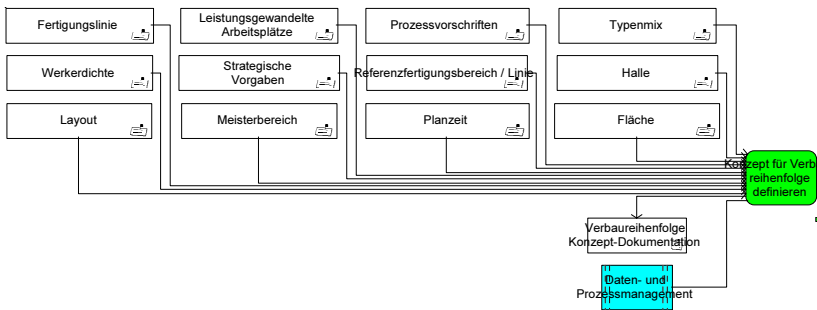 Fertigungslinie
Leistungsgewandelte
Arbeitsplätze
Prozessvorschriften
Typenmix
Werkerdichte
Strategische
Vorgaben
Referenzfertigungsbereich / Linie
Halle
Layout
Meisterbereich
Planzeit
Fläche
Konzept für Verb
reihenfolge
definieren
Verbaureihenfolge
Konzept-Dokumentation
Daten- und
Prozessmanagement